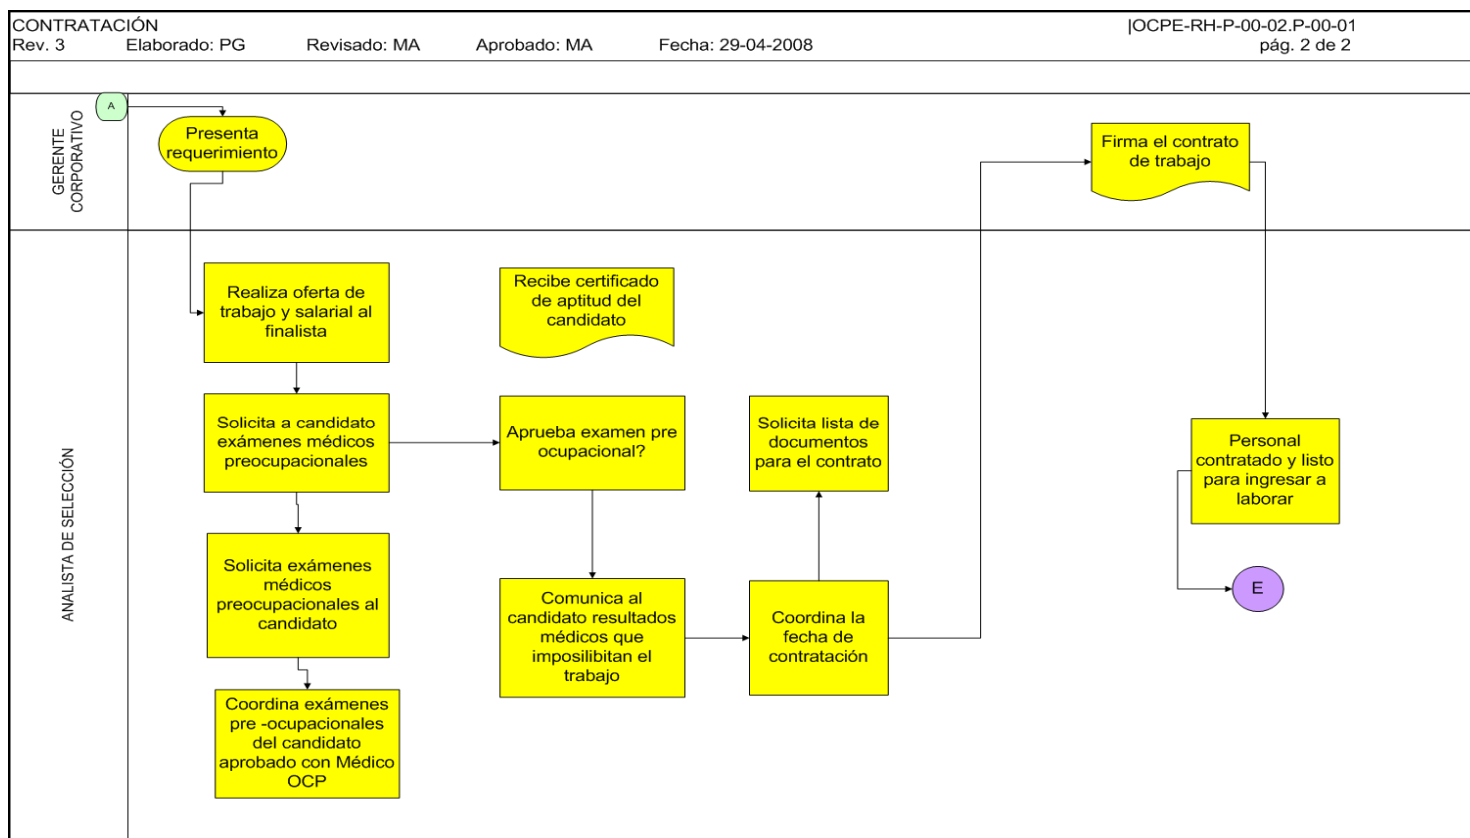 CONTRATACIÓN
|OCPE-RH-P-00-02.P-00-01
Rev. 3 Elaborado: PG Revisado: MA Aprobado: MA Fecha: 29-04-2008 pág. 2 de 2
GERENTE
CORPORATIVO
A
Presenta
requerimiento
Firma el contrato
de trabajo
ANALISTA DE SELECCIÓN
Realiza oferta de
trabajo y salarial al
finalista
Recibe certificado
de aptitud del
candidato
Solicita a candidato
exámenes médicos
preocupacionales
Aprueba examen pre
ocupacional?
Solicita lista de
documentos
para el contrato
Personal
contratado y listo
para ingresar a
laborar
Solicita exámenes
médicos
preocupacionales al
candidato
Comunica al
candidato resultados
médicos que
imposilibitan el
trabajo
Coordina la
fecha de
contratación
E
Coordina exámenes
pre -ocupacionales
del candidato
aprobado con Médico
OCP